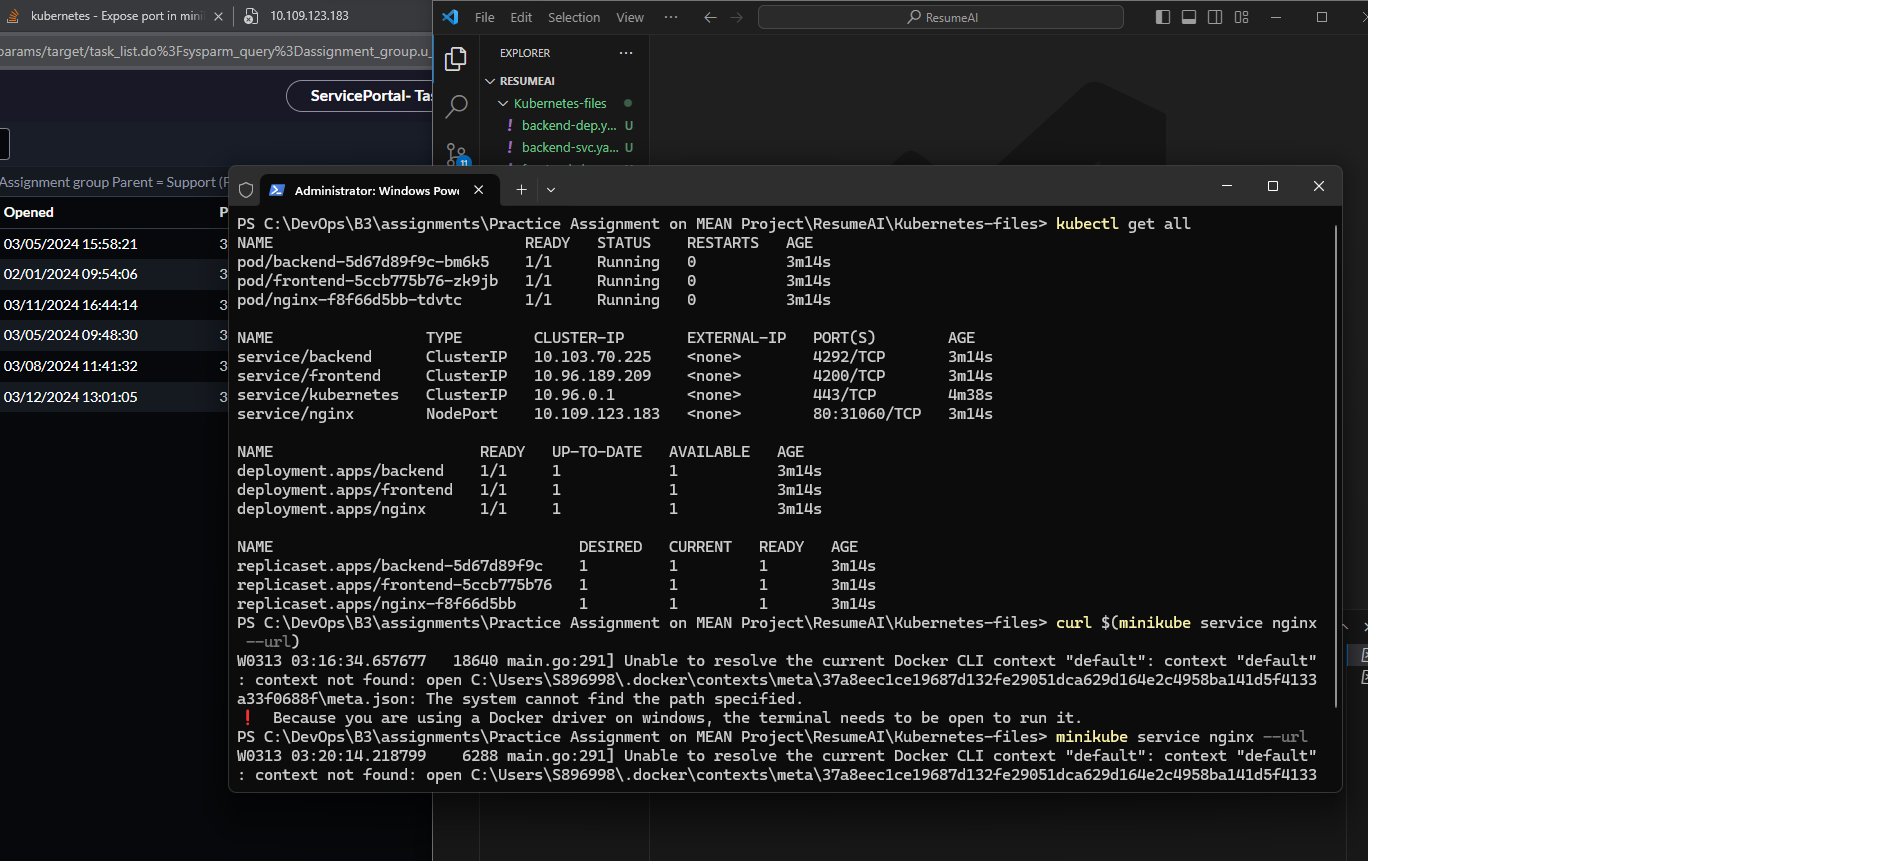 kubernetes - Expose port in mini
10.109.123.183
params/target/task_list.do%3Fsysparm_query%3Dassignment_group.u_
ServicePortal- Tas
Assignment group Parent = Support (
Opened
P
03/05/2024 15:58:21
3
02/01/2024 09:54:06
3
03/11/2024 16:44:14
3
03/05/2024 09:48:30
3
03/08/2024 11:41:32
3
03/12/2024 13:01:05
3
File Edit Selection View ···
ResumeAI
EXPLORER ···
RESUMEAI
Kubernetes-files
! backend-dep.y... U
! backend-svc.ya... U
11
Administrator: Windows Powe
PS C:\DevOps\B3\assignments\Practice Assignment on MEAN Project\ResumeAI\Kubernetes-files> kubectl get all
NAME READY STATUS RESTARTS AGE
pod/backend-5d67d89f9c-bm6k5 1/1 Running 0 3m14s
pod/frontend-5ccb775b76-zk9jb 1/1 Running 0 3m14s
pod/nginx-f8f66d5bb-tdvtc 1/1 Running 0 3m14s
NAME TYPE CLUSTER-IP EXTERNAL-IP PORT(S) AGE
service/backend ClusterIP 10.103.70.225 <none> 4292/TCP 3m14s
service/frontend ClusterIP 10.96.189.209 <none> 4200/TCP 3m14s
service/kubernetes ClusterIP 10.96.0.1 <none> 443/TCP 4m38s
service/nginx NodePort 10.109.123.183 <none> 80:31060/TCP 3m14s
NAME READY UP-TO-DATE AVAILABLE AGE
deployment.apps/backend 1/1 1 1 3m14s
deployment.apps/frontend 1/1 1 1 3m14s
deployment.apps/nginx 1/1 1 1 3m14s
NAME DESIRED CURRENT READY AGE
replicaset.apps/backend-5d67d89f9c 1 1 1 3m14s
replicaset.apps/frontend-5ccb775b76 1 1 1 3m14s
replicaset.apps/nginx-f8f66d5bb 1 1 1 3m14s
PS C:\DevOps\B3\assignments\Practice Assignment on MEAN Project\ResumeAI\Kubernetes-files> curl $(minikube service nginx
--url)
W0313 03:16:34.657677 18640 main.go:291] Unable to resolve the current Docker CLI context "default": context "default"
: context not found: open C:\Users\S896998\.docker\contexts\meta\37a8eec1ce19687d132fe29051dca629d164e2c4958ba141d5f4133
a33f0688f\meta.json: The system cannot find the path specified.
! Because you are using a Docker driver on windows, the terminal needs to be open to run it.
PS C:\DevOps\B3\assignments\Practice Assignment on MEAN Project\ResumeAI\Kubernetes-files> minikube service nginx --url
W0313 03:20:14.218799 6288 main.go:291] Unable to resolve the current Docker CLI context "default": context "default"
: context not found: open C:\Users\S896998\.docker\contexts\meta\37a8eec1ce19687d132fe29051dca629d164e2c4958ba141d5f4133